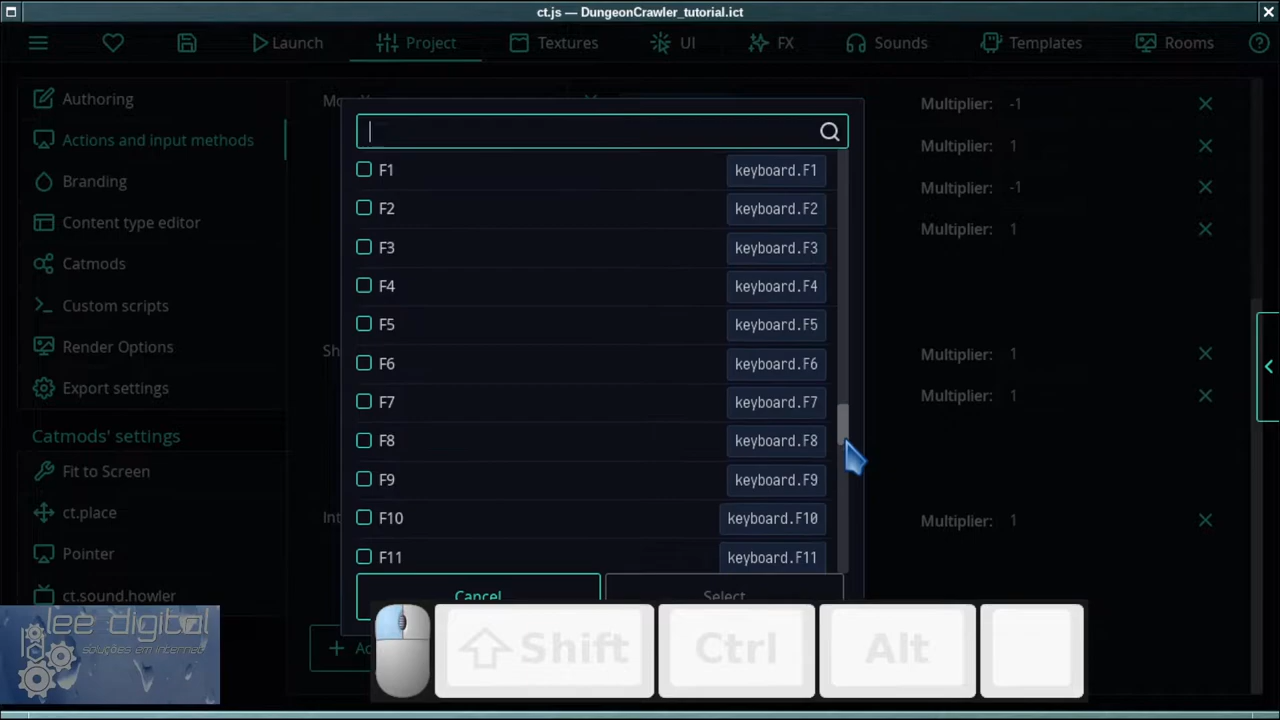 ct.js — DungeonCrawler_tutorial.ict
Launch
Project
Textures
UI
FX
Sounds
Templates
Rooms
Authoring
Actions and input methods
Branding
Content type editor
Catmods
Custom scripts
Render Options
Export settings
Catmods' settings
Fit to Screen
ct.place
Pointer
ct.sound.howler
F1 keyboard.F1
F2 keyboard.F2
F3 keyboard.F3
F4 keyboard.F4
F5 keyboard.F5
F6 keyboard.F6
F7 keyboard.F7
F8 keyboard.F8
F9 keyboard.F9
F10 keyboard.F10
F11 keyboard.F11
Cancel
Select
Multiplier: -1
Multiplier: 1
Multiplier: -1
Multiplier: 1
Multiplier: 1
Multiplier: 1
Multiplier: 1
Shift
Ctrl
Alt
lee digital
soluções em internet